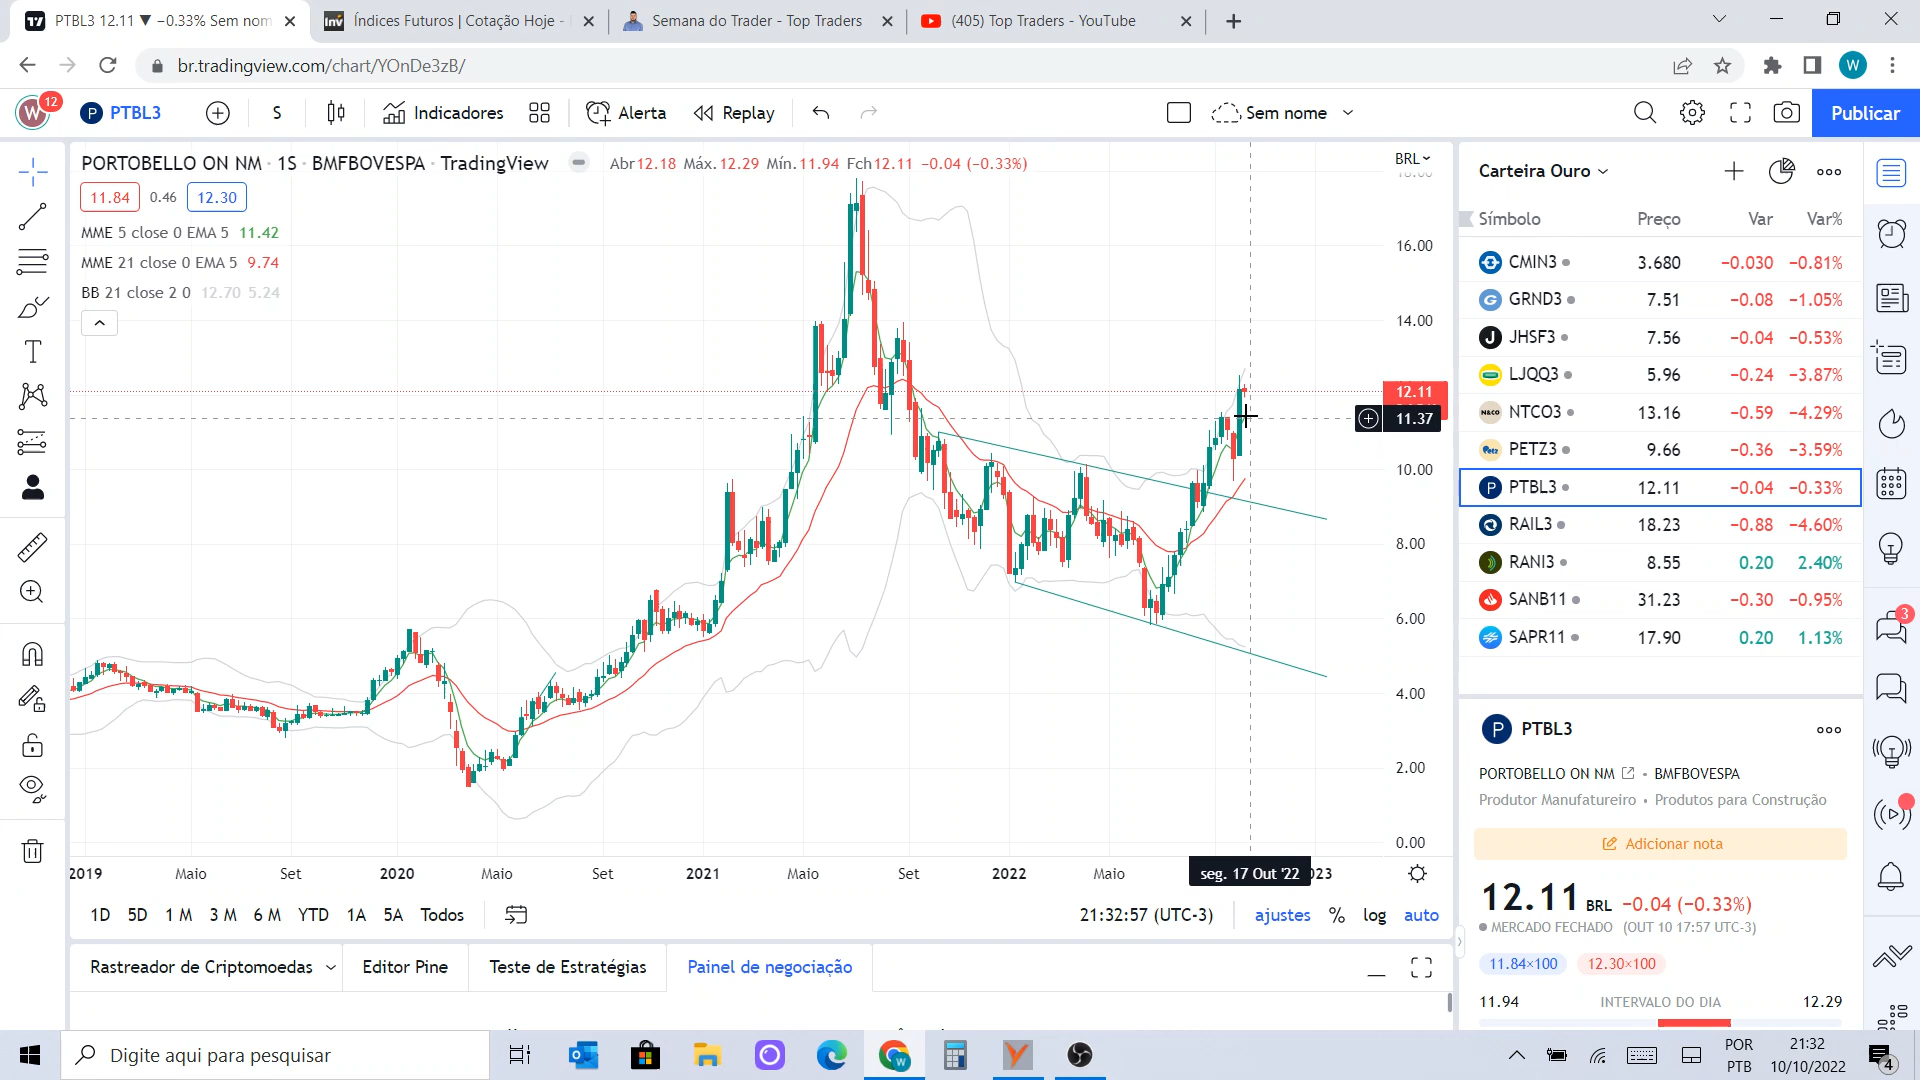 PTBL3 12.11 ▼ −0.33% Sem nom
Índices Futuros | Cotação Hoje -
Semana do Trader - Top Traders
(405) Top Traders - YouTube
br.tradingview.com/chart/YOnDe3zB/
W
W 12
P PTBL3
S
Indicadores
Alerta
Replay
Sem nome
Publicar
PORTOBELLO ON NM · 1S · BMFBOVESPA · TradingView
Abr12.18 Máx.12.29 Mín.11.94 Fch12.11 −0.04 (−0.33%)
11.84 0.46 12.30
MME 5 close 0 EMA 5 11.42
MME 21 close 0 EMA 5 9.74
BB 21 close 2 0 12.70 5.24
BRL
18.00
16.00
14.00
12.11
11.37
10.00
8.00
6.00
4.00
2.00
0.00
2019 Maio Set 2020 Maio Set 2021 Maio Set 2022 Maio seg. 17 Out '22 023
1D 5D 1 M 3 M 6 M YTD 1A 5A Todos
21:32:57 (UTC-3) ajustes % log auto
Rastreador de Criptomoedas
Editor Pine
Teste de Estratégias
Painel de negociação
Carteira Ouro
Símbolo Preço Var Var%
CMIN3 3.680 −0.030 −0.81%
G GRND3 7.51 −0.08 −1.05%
J JHSF3 7.56 −0.04 −0.53%
LJQQ3 5.96 −0.24 −3.87%
N&CO NTCO3 13.16 −0.59 −4.29%
Petz PETZ3 9.66 −0.36 −3.59%
P PTBL3 12.11 −0.04 −0.33%
RAIL3 18.23 −0.88 −4.60%
RANI3 8.55 0.20 2.40%
SANB11 31.23 −0.30 −0.95%
SAPR11 17.90 0.20 1.13%
3
P PTBL3
PORTOBELLO ON NM • BMFBOVESPA
Produtor Manufatureiro • Produtos para Construção
Adicionar nota
12.11 BRL −0.04 (−0.33%)
MERCADO FECHADO (OUT 10 17:57 UTC-3)
11.84×100 12.30×100
11.94 INTERVALO DO DIA 12.29
Digite aqui para pesquisar
POR
PTB
21:32
10/10/2022
4